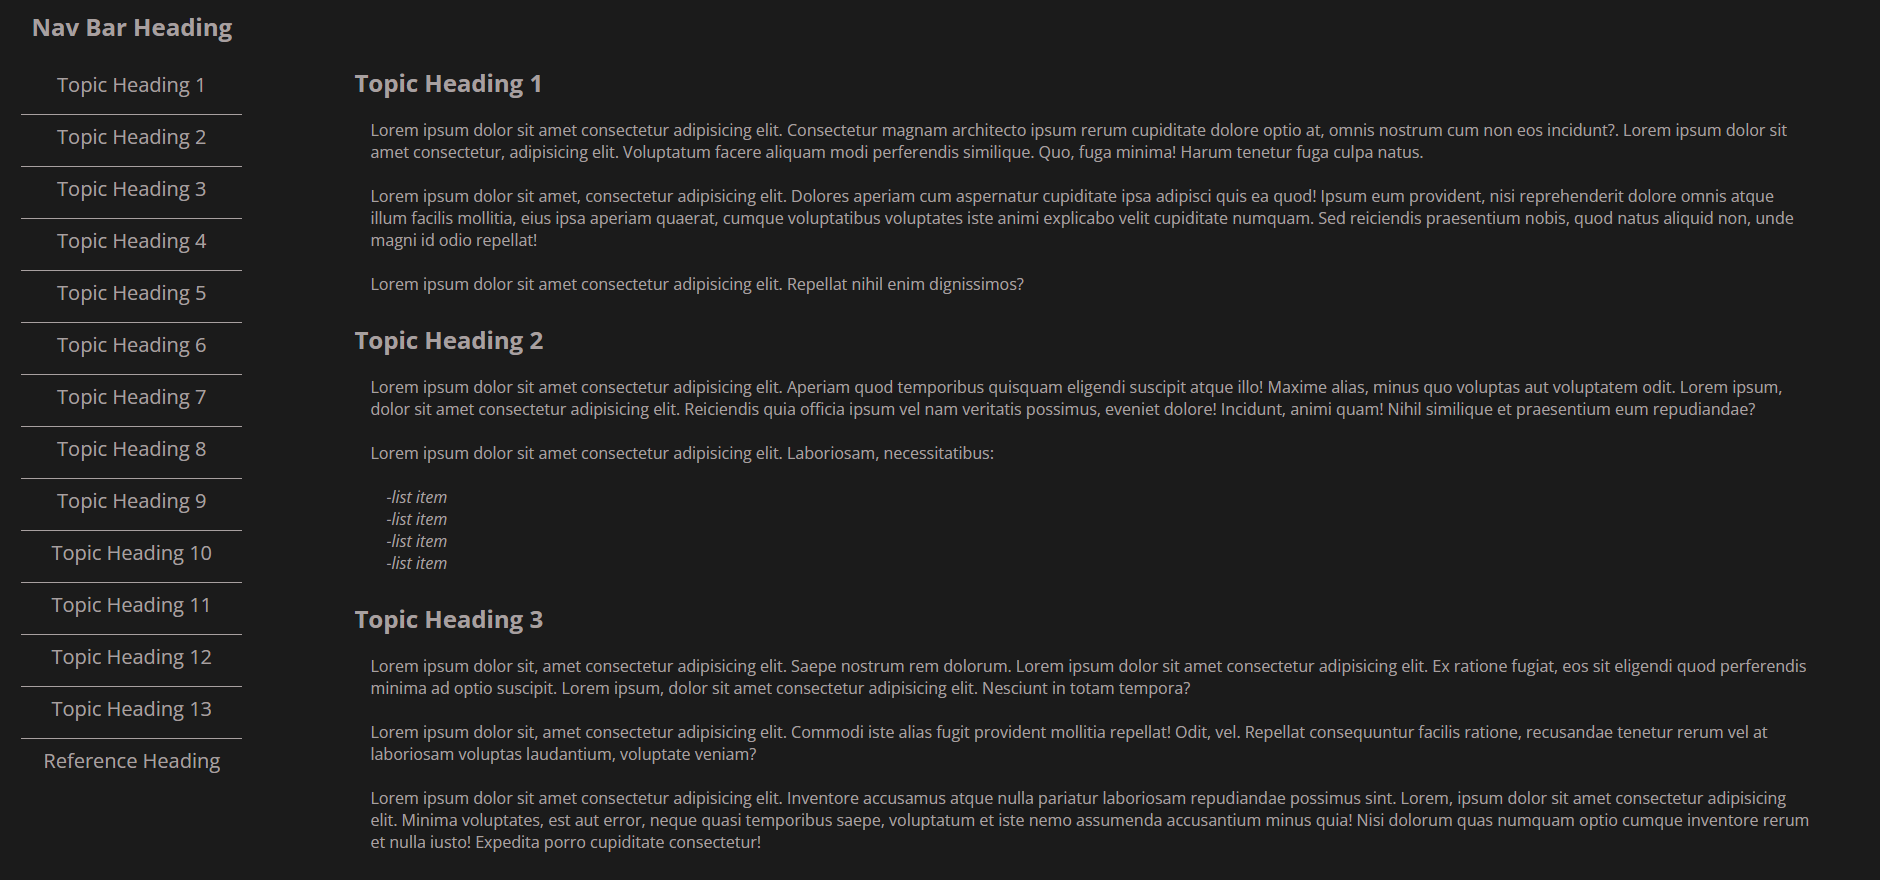 Nav Bar Heading
Topic Heading 1
Topic Heading 2
Topic Heading 3
Topic Heading 4
Topic Heading 5
Topic Heading 6
Topic Heading 7
Topic Heading 8
Topic Heading 9
Topic Heading 10
Topic Heading 11
Topic Heading 12
Topic Heading 13
Reference Heading
Topic Heading 1
Lorem ipsum dolor sit amet consectetur adipisicing elit. Consectetur magnam architecto ipsum rerum cupiditate dolore optio at, omnis nostrum cum non eos incidunt?. Lorem ipsum dolor sit
amet consectetur, adipisicing elit. Voluptatum facere aliquam modi perferendis similique. Quo, fuga minima! Harum tenetur fuga culpa natus.
Lorem ipsum dolor sit amet, consectetur adipisicing elit. Dolores aperiam cum aspernatur cupiditate ipsa adipisci quis ea quod! Ipsum eum provident, nisi reprehenderit dolore omnis atque
illum facilis mollitia, eius ipsa aperiam quaerat, cumque voluptatibus voluptates iste animi explicabo velit cupiditate numquam. Sed reiciendis praesentium nobis, quod natus aliquid non, unde
magni id odio repellat!
Lorem ipsum dolor sit amet consectetur adipisicing elit. Repellat nihil enim dignissimos?
Topic Heading 2
Lorem ipsum dolor sit amet consectetur adipisicing elit. Aperiam quod temporibus quisquam eligendi suscipit atque illo! Maxime alias, minus quo voluptas aut voluptatem odit. Lorem ipsum,
dolor sit amet consectetur adipisicing elit. Reiciendis quia officia ipsum vel nam veritatis possimus, eveniet dolore! Incidunt, animi quam! Nihil similique et praesentium eum repudiandae?
Lorem ipsum dolor sit amet consectetur adipisicing elit. Laboriosam, necessitatibus:
-list item
-list item
-list item
-list item
Topic Heading 3
Lorem ipsum dolor sit, amet consectetur adipisicing elit. Saepe nostrum rem dolorum. Lorem ipsum dolor sit amet consectetur adipisicing elit. Ex ratione fugiat, eos sit eligendi quod perferendis
minima ad optio suscipit. Lorem ipsum, dolor sit amet consectetur adipisicing elit. Nesciunt in totam tempora?
Lorem ipsum dolor sit, amet consectetur adipisicing elit. Commodi iste alias fugit provident mollitia repellat! Odit, vel. Repellat consequuntur facilis ratione, recusandae tenetur rerum vel at
laboriosam voluptas laudantium, voluptate veniam?
Lorem ipsum dolor sit amet consectetur adipisicing elit. Inventore accusamus atque nulla pariatur laboriosam repudiandae possimus sint. Lorem, ipsum dolor sit amet consectetur adipisicing
elit. Minima voluptates, est aut error, neque quasi temporibus saepe, voluptatum et iste nemo assumenda accusantium minus quia! Nisi dolorum quas numquam optio cumque inventore rerum
et nulla iusto! Expedita porro cupiditate consectetur!